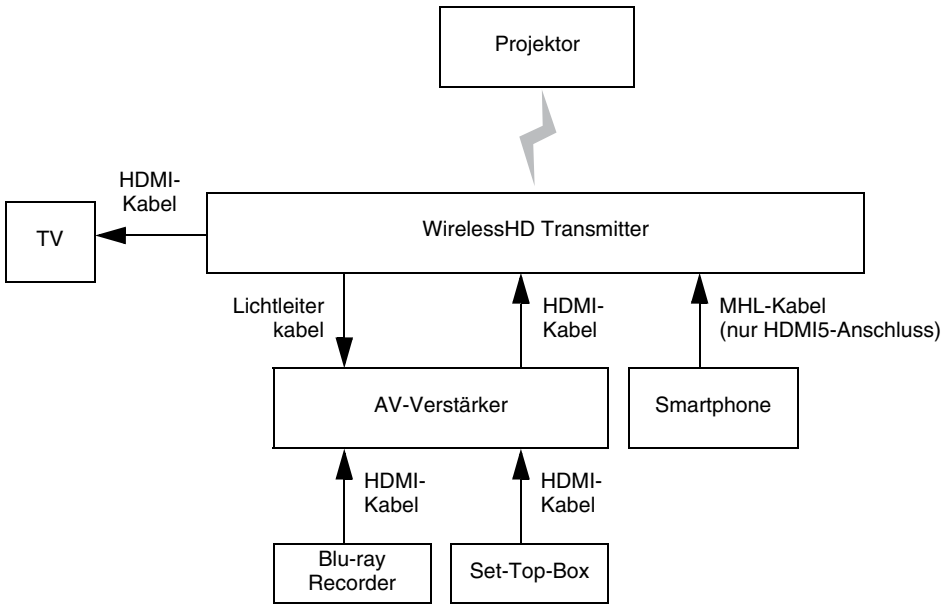 Projektor
HDMI-
Kabel
TV
WirelessHD Transmitter
Lichtleiter
kabel
HDMI-
Kabel
MHL-Kabel
(nur HDMI5-Anschluss)
AV-Verstärker
Smartphone
HDMI-
Kabel
HDMI-
Kabel
Blu-ray
Recorder
Set-Top-Box